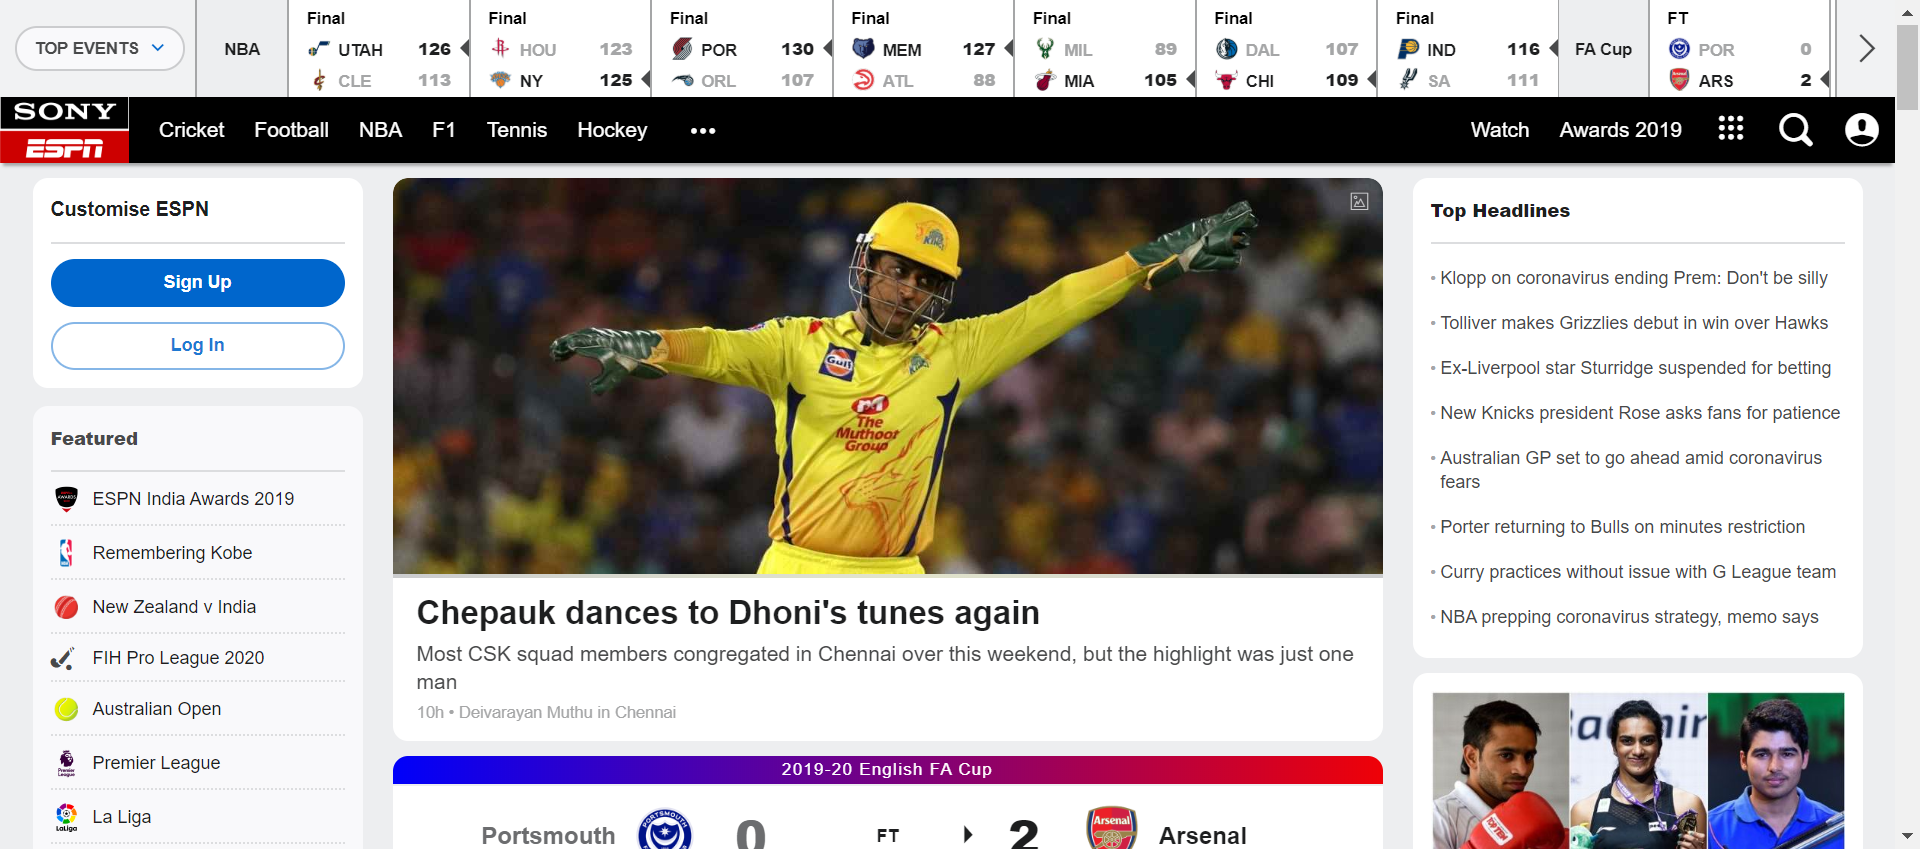 TOP EVENTS
NBA
Final
UTAH 126
CLE 113
Final
HOU 123
NY 125
Final
POR 130
ORL 107
Final
MEM 127
ATL 88
Final
MIL 89
MIA 105
Final
DAL 107
CHI 109
Final
IND 116
SA 111
FA Cup
FT
POR 0
ARS 2
SONY
ESPN
Cricket Football NBA F1 Tennis Hockey
Watch Awards 2019
Customise ESPN
Sign Up
Log In
Featured
ESPN India Awards 2019
Remembering Kobe
New Zealand v India
FIH Pro League 2020
Australian Open
Premier League
Premier League
La Liga
LaLiga
Gulf
The
Muthoot
Group
Chepauk dances to Dhoni's tunes again
Most CSK squad members congregated in Chennai over this weekend, but the highlight was just one
man
10h • Deivarayan Muthu in Chennai
2019-20 English FA Cup
Portsmouth 0 FT 2 Arsenal
PORTSMOUTH
Arsenal
Top Headlines
Klopp on coronavirus ending Prem: Don't be silly
Tolliver makes Grizzlies debut in win over Hawks
Ex-Liverpool star Sturridge suspended for betting
New Knicks president Rose asks fans for patience
Australian GP set to go ahead amid coronavirus
fears
Porter returning to Bulls on minutes restriction
Curry practices without issue with G League team
NBA prepping coronavirus strategy, memo says